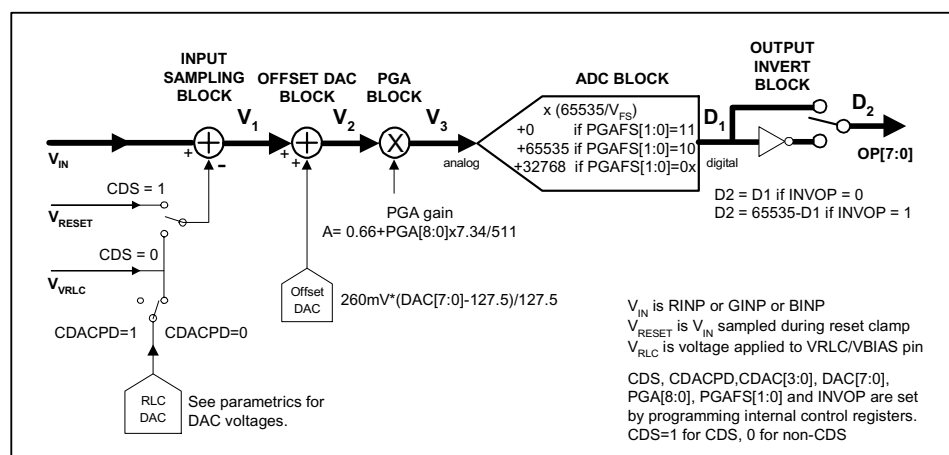 INPUT
SAMPLING
BLOCK
OFFSET DAC
BLOCK
PGA
BLOCK
ADC BLOCK
OUTPUT
INVERT
BLOCK
V1
V2
V3
x (65535/VFS)
+0 if PGAFS[1:0]=11
+65535 if PGAFS[1:0]=10
+32768 if PGAFS[1:0]=0x
D1
D2
VIN
+
-
+
+
X
analog
digital
OP[7:0]
CDS = 1
VRESET
CDS = 0
VVRLC
CDACPD=1
CDACPD=0
RLC
DAC
See parametrics for
DAC voltages.
PGA gain
A= 0.66+PGA[8:0]x7.34/511
Offset
DAC
260mV*(DAC[7:0]-127.5)/127.5
D2 = D1 if INVOP = 0
D2 = 65535-D1 if INVOP = 1
VIN is RINP or GINP or BINP
VRESET is VIN sampled during reset clamp
VRLC is voltage applied to VRLC/VBIAS pin
CDS, CDACPD,CDAC[3:0], DAC[7:0],
PGA[8:0], PGAFS[1:0] and INVOP are set
by programming internal control registers.
CDS=1 for CDS, 0 for non-CDS